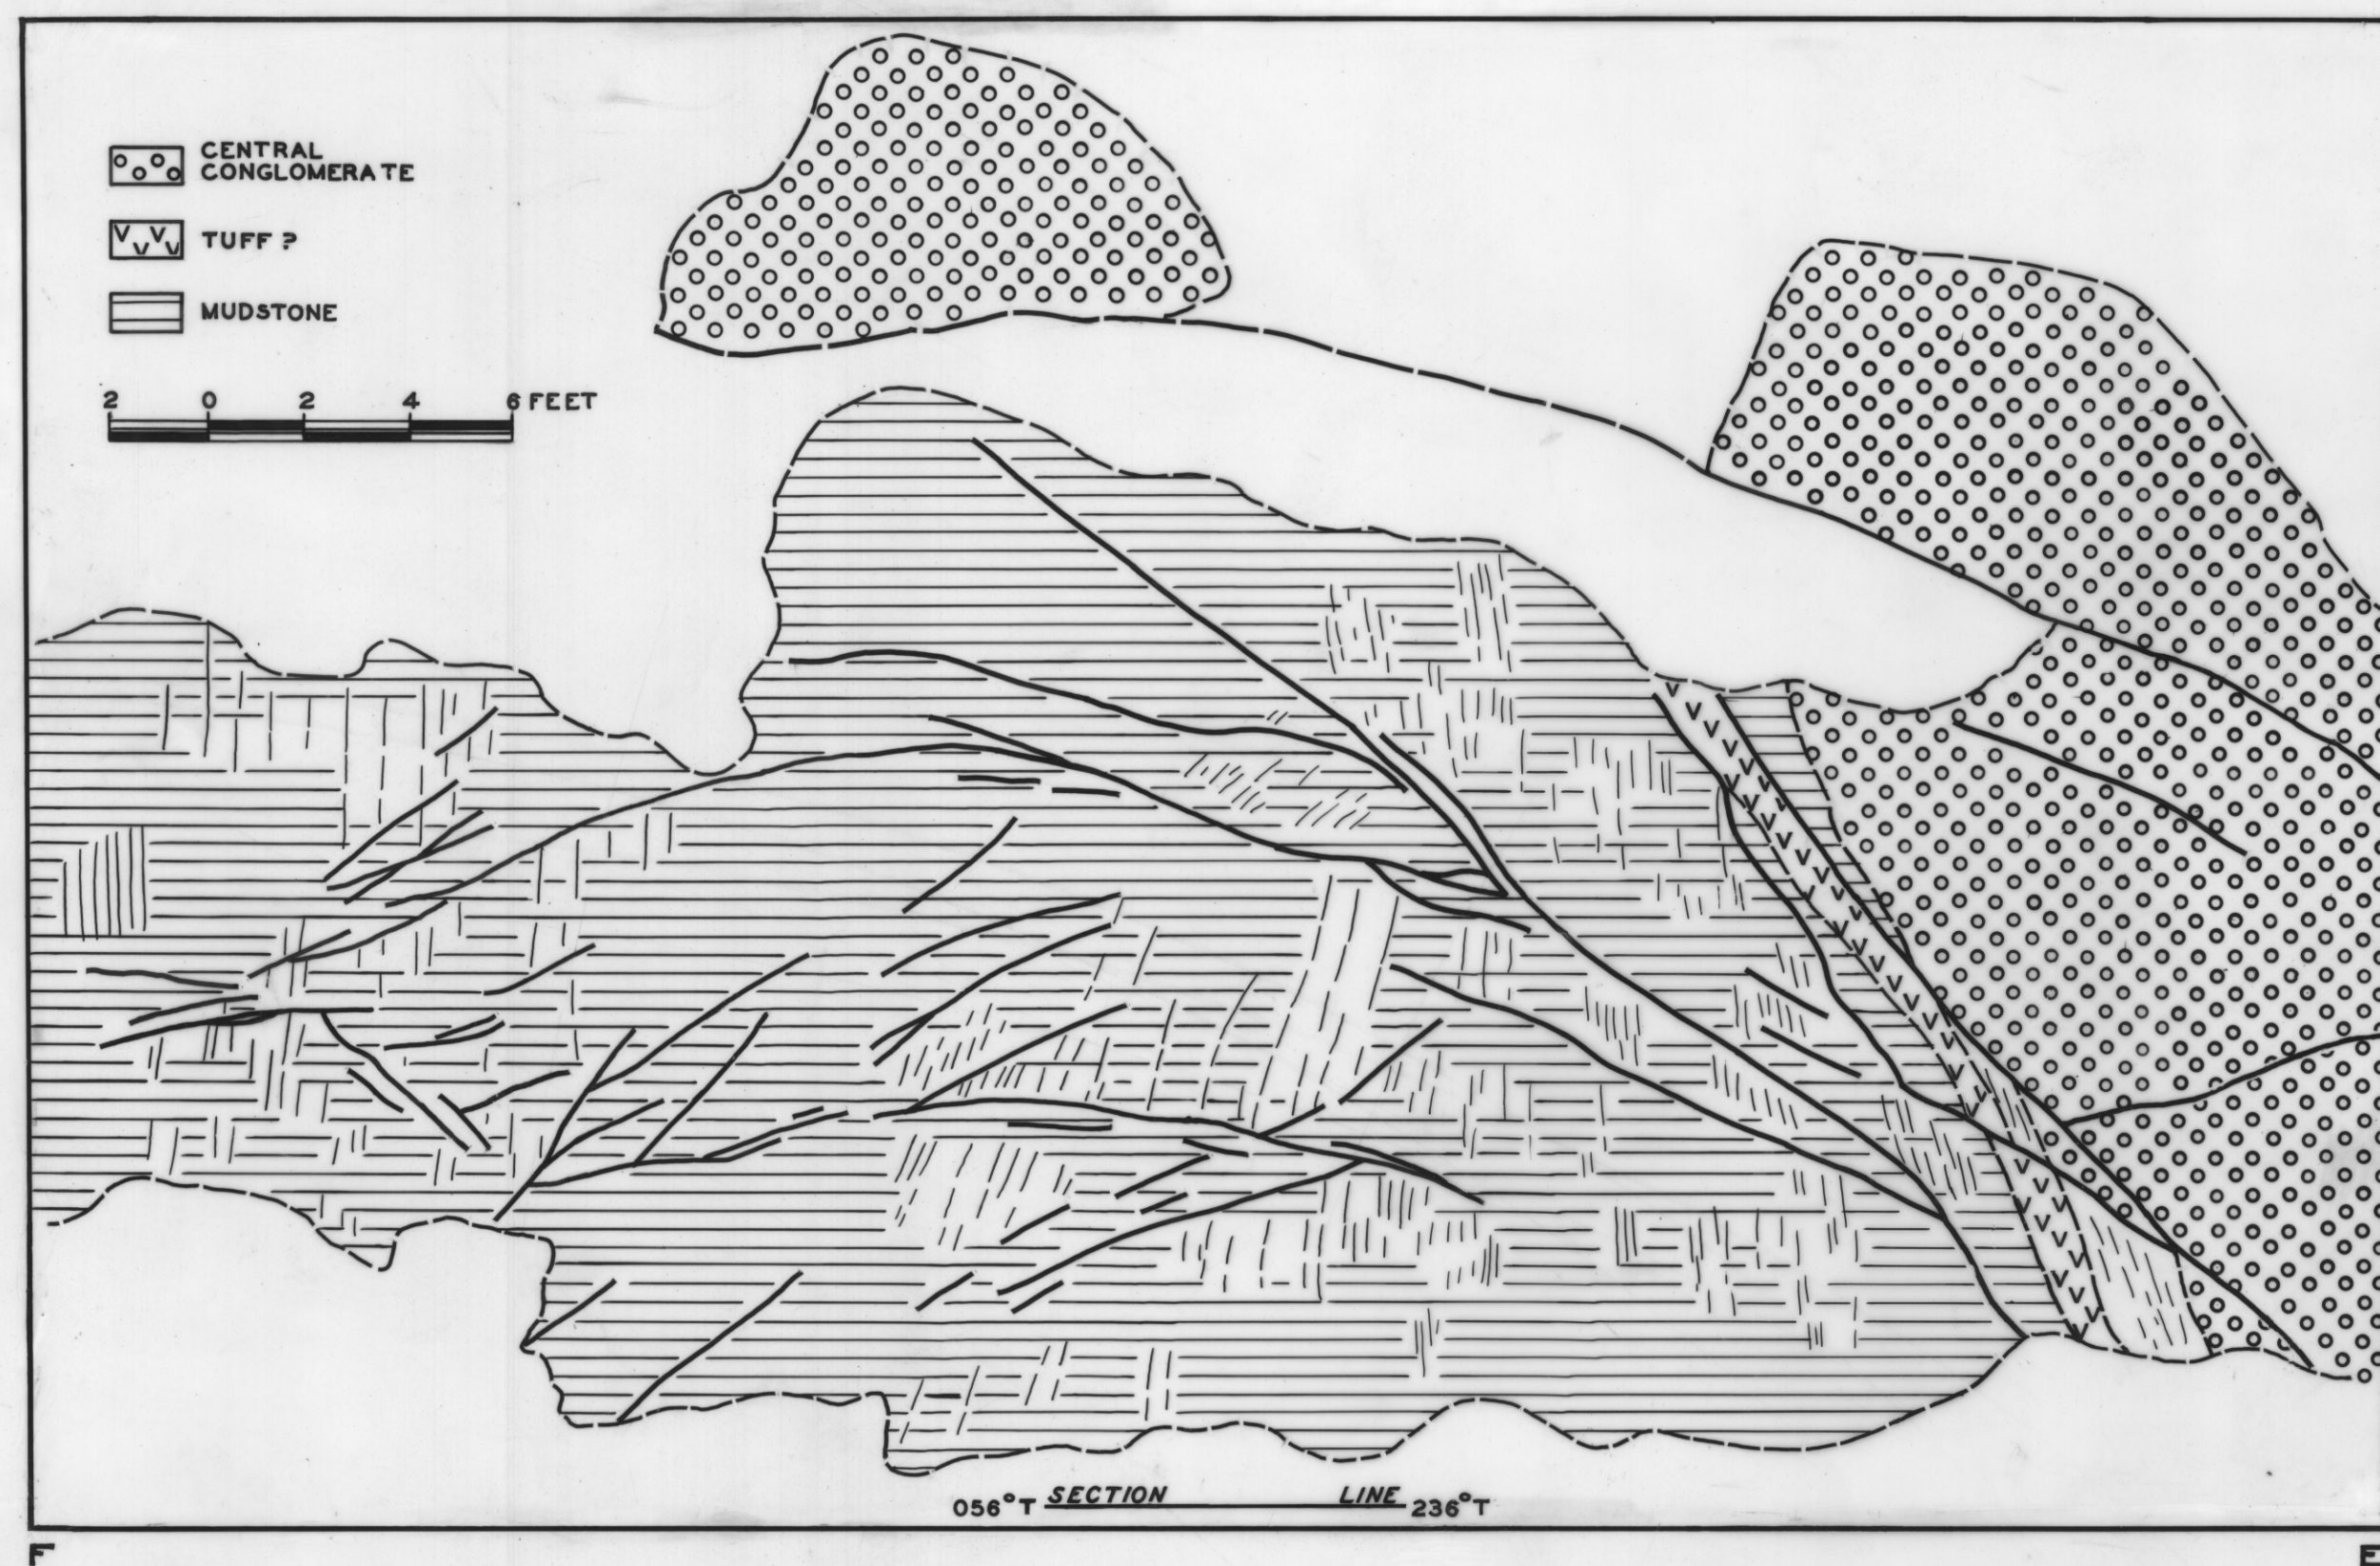 CENTRAL
CONGLOMERATE
TUFF ?
MUDSTONE
2 0 2 4 6 FEET
056°T SECTION LINE 236°T
F